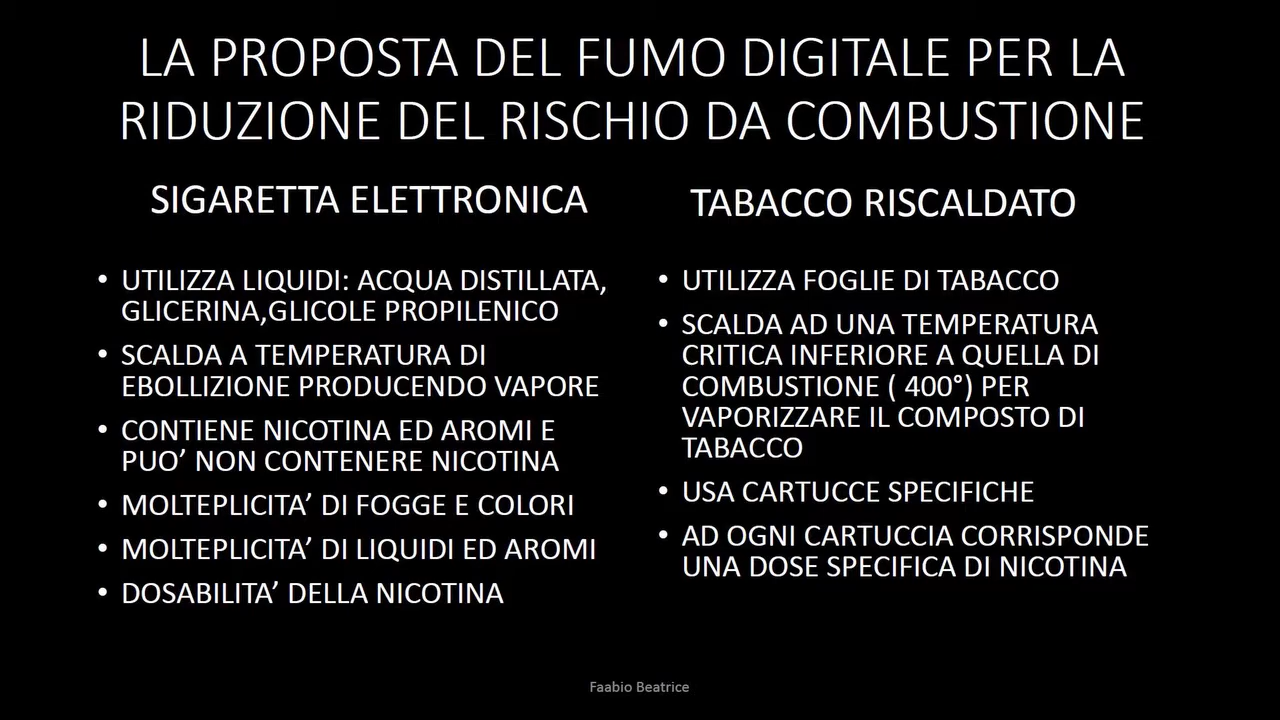 LA PROPOSTA DEL FUMO DIGITALE PER LA
RIDUZIONE DEL RISCHIO DA COMBUSTIONE
SIGARETTA ELETTRONICA
• UTILIZZA LIQUIDI: ACQUA DISTILLATA,
GLICERINA,GLICOLE PROPILENICO
• SCALDA A TEMPERATURA DI
EBOLLIZIONE PRODUCENDO VAPORE
• CONTIENE NICOTINA ED AROMI E
PUO’ NON CONTENERE NICOTINA
• MOLTEPLICITA’ DI FOGGE E COLORI
• MOLTEPLICITA’ DI LIQUIDI ED AROMI
• DOSABILITA’ DELLA NICOTINA
TABACCO RISCALDATO
• UTILIZZA FOGLIE DI TABACCO
• SCALDA AD UNA TEMPERATURA
CRITICA INFERIORE A QUELLA DI
COMBUSTIONE ( 400°) PER
VAPORIZZARE IL COMPOSTO DI
TABACCO
• USA CARTUCCE SPECIFICHE
• AD OGNI CARTUCCIA CORRISPONDE
UNA DOSE SPECIFICA DI NICOTINA
Faabio Beatrice